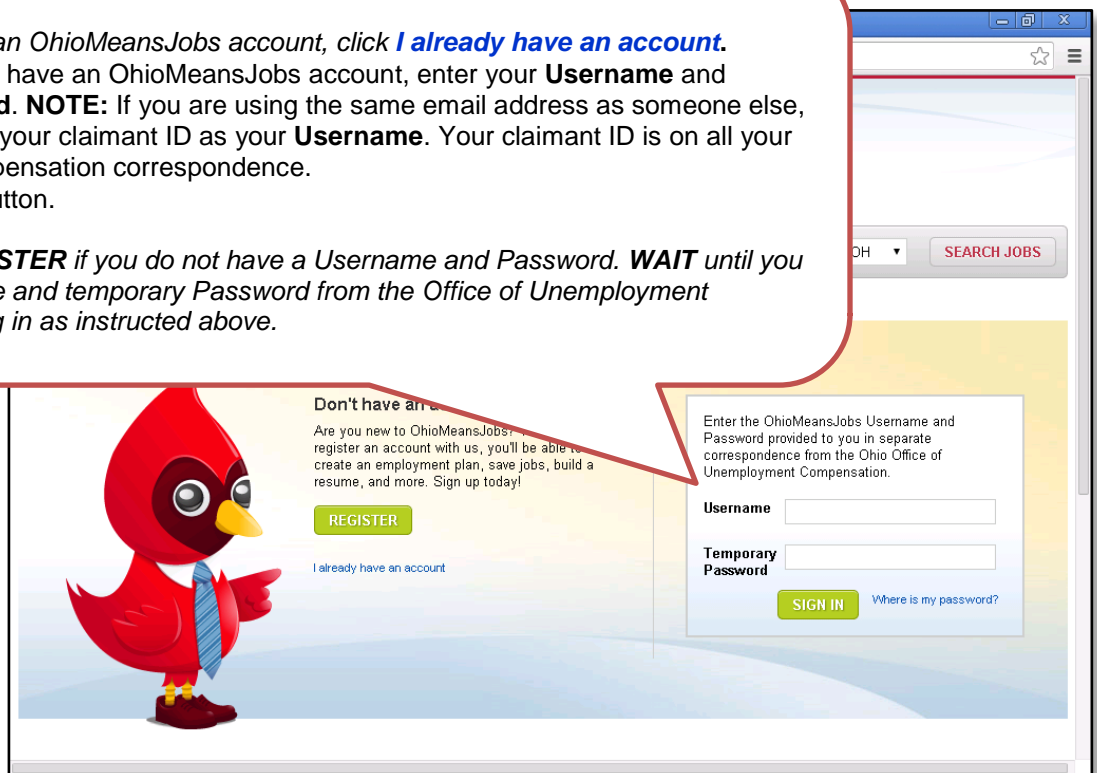 an OhioMeansJobs account, click I already have an account.
have an OhioMeansJobs account, enter your Username and
d. NOTE: If you are using the same email address as someone else,
your claimant ID as your Username. Your claimant ID is on all your
pensation correspondence.
utton.
STER if you do not have a Username and Password. WAIT until you
e and temporary Password from the Office of Unemployment
g in as instructed above.
OH
SEARCH JOBS
Don't have an a
Are you new to OhioMeansJobs?
register an account with us, you'll be able to
create an employment plan, save jobs, build a
resume, and more. Sign up today!
REGISTER
I already have an account
Enter the OhioMeansJobs Username and
Password provided to you in separate
correspondence from the Ohio Office of
Unemployment Compensation.
Username
Temporary
Password
SIGN IN
Where is my password?